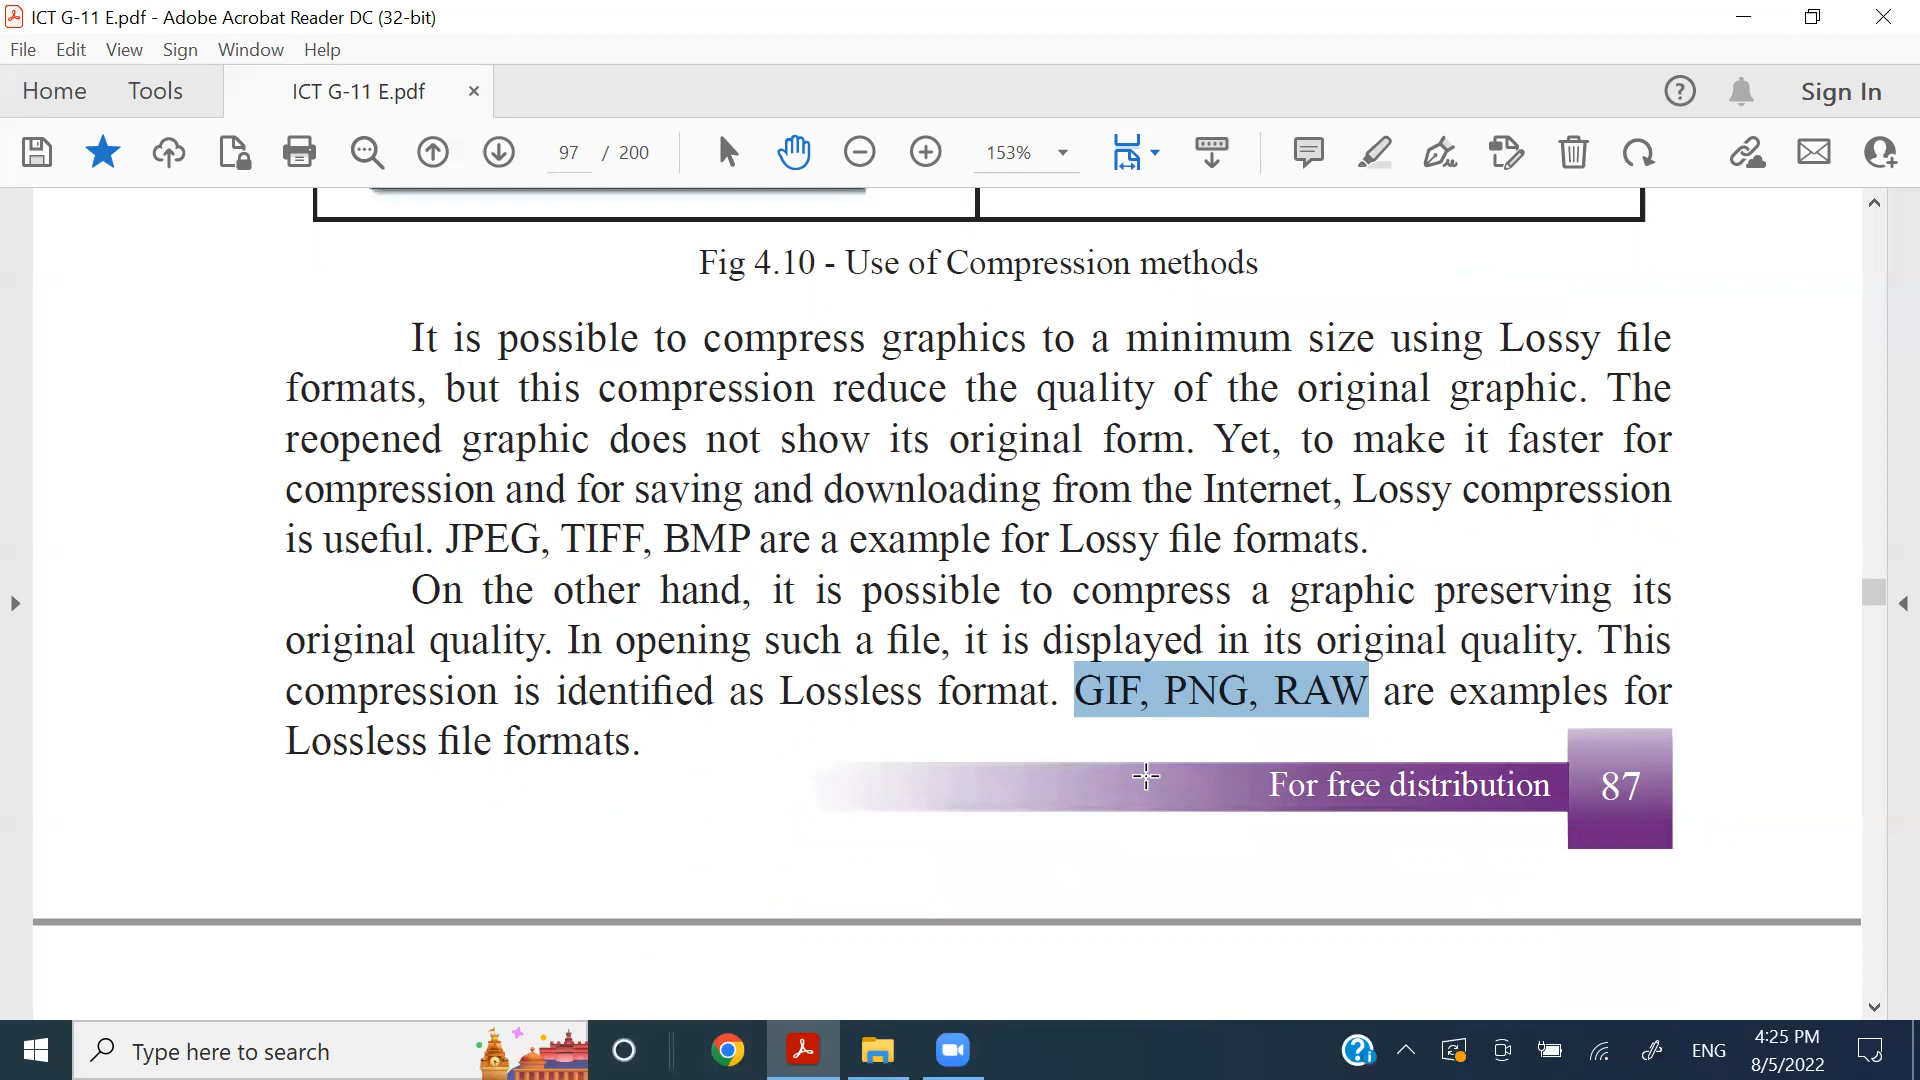 ICT G-11 E.pdf - Adobe Acrobat Reader DC (32-bit)
File Edit View Sign Window Help
Home Tools ICT G-11 E.pdf × Sign In
97 / 200 153%
Fig 4.10 - Use of Compression methods
It is possible to compress graphics to a minimum size using Lossy file
formats, but this compression reduce the quality of the original graphic. The
reopened graphic does not show its original form. Yet, to make it faster for
compression and for saving and downloading from the Internet, Lossy compression
is useful. JPEG, TIFF, BMP are a example for Lossy file formats.
On the other hand, it is possible to compress a graphic preserving its
original quality. In opening such a file, it is displayed in its original quality. This
compression is identified as Lossless format. GIF, PNG, RAW are examples for
Lossless file formats.
For free distribution 87
Type here to search ENG 4:25 PM
8/5/2022